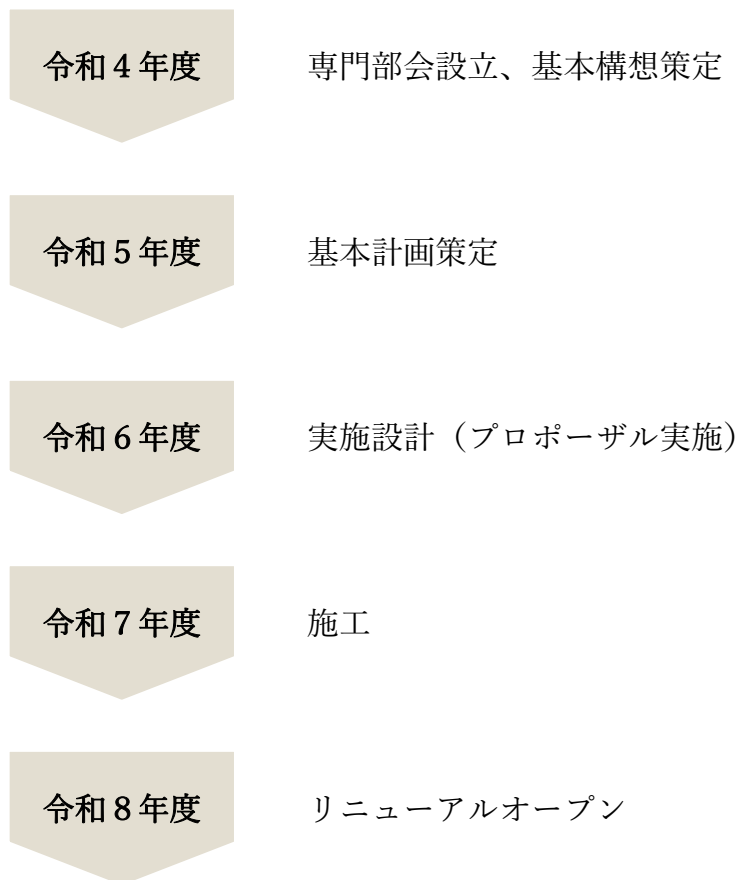 令和４年度　専門部会設立、基本構想策定
令和５年度　基本計画策定
令和６年度　実施設計（プロポーザル実施）
令和７年度　施工
令和８年度　リニューアルオープン